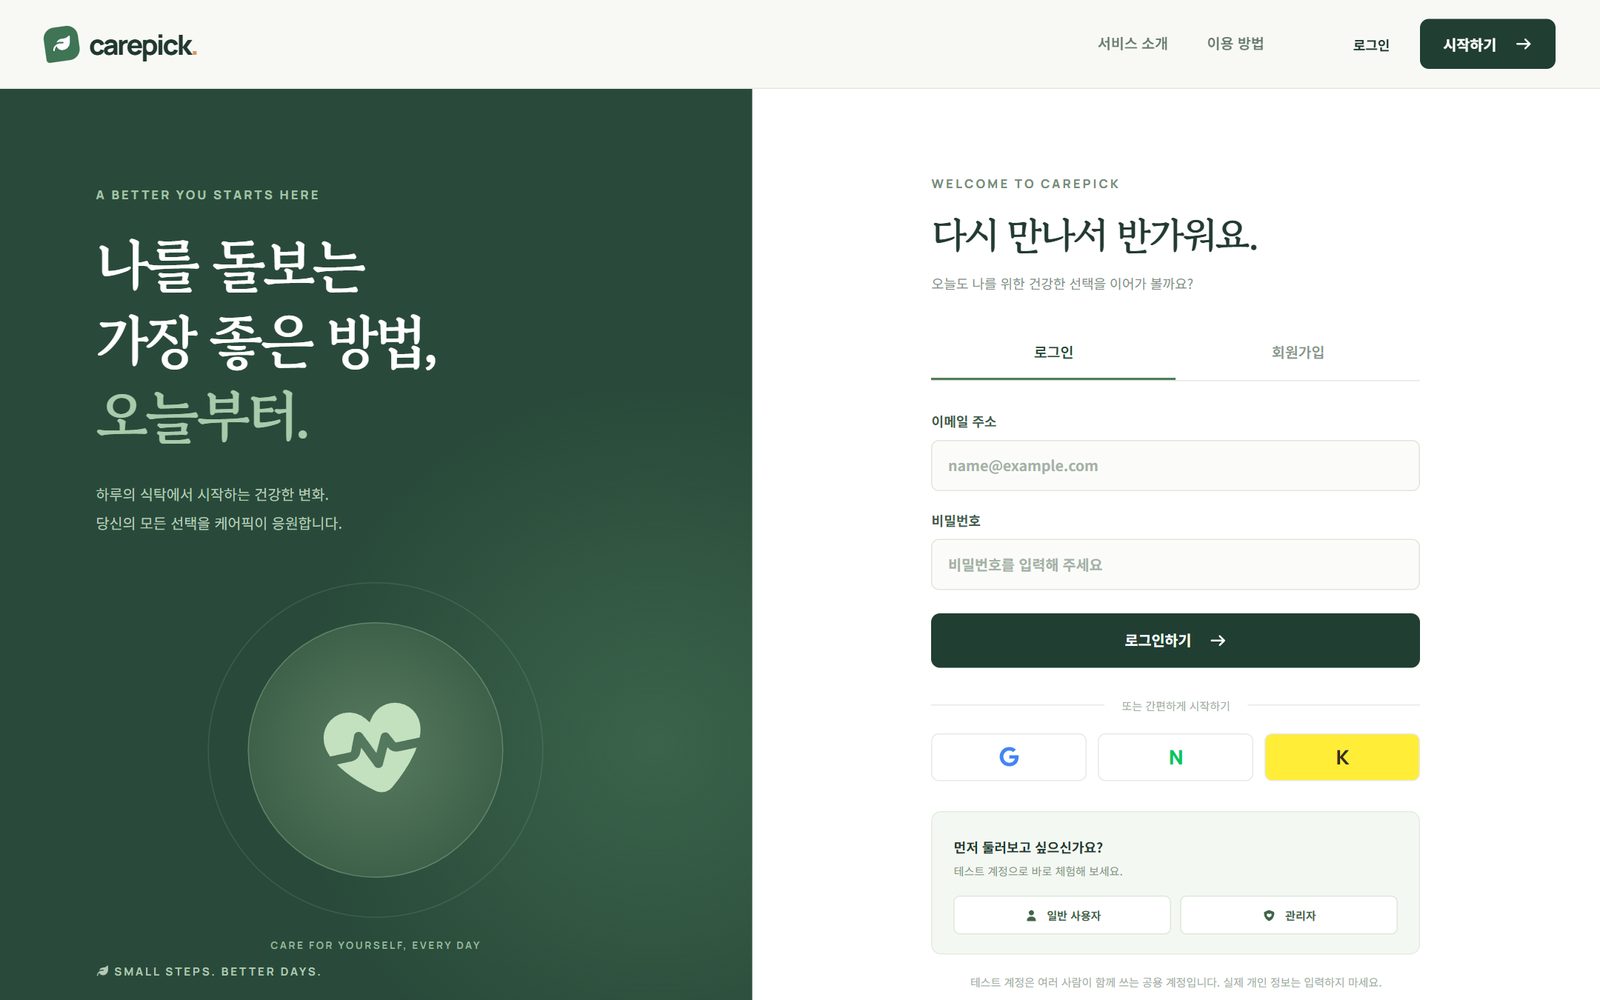 carepick.
서비스 소개
이용 방법
로그인
시작하기 →
A BETTER YOU STARTS HERE
나를 돌보는
가장 좋은 방법,
오늘부터.
하루의 식탁에서 시작하는 건강한 변화.
당신의 모든 선택을 케어픽이 응원합니다.
CARE FOR YOURSELF, EVERY DAY
SMALL STEPS. BETTER DAYS.
WELCOME TO CAREPICK
다시 만나서 반가워요.
오늘도 나를 위한 건강한 선택을 이어가 볼까요?
로그인
회원가입
이메일 주소
name@example.com
비밀번호
비밀번호를 입력해 주세요
로그인하기 →
또는 간편하게 시작하기
G
N
K
먼저 둘러보고 싶으신가요?
테스트 계정으로 바로 체험해 보세요.
일반 사용자
관리자
테스트 계정은 여러 사람이 함께 쓰는 공용 계정입니다. 실제 개인 정보는 입력하지 마세요.